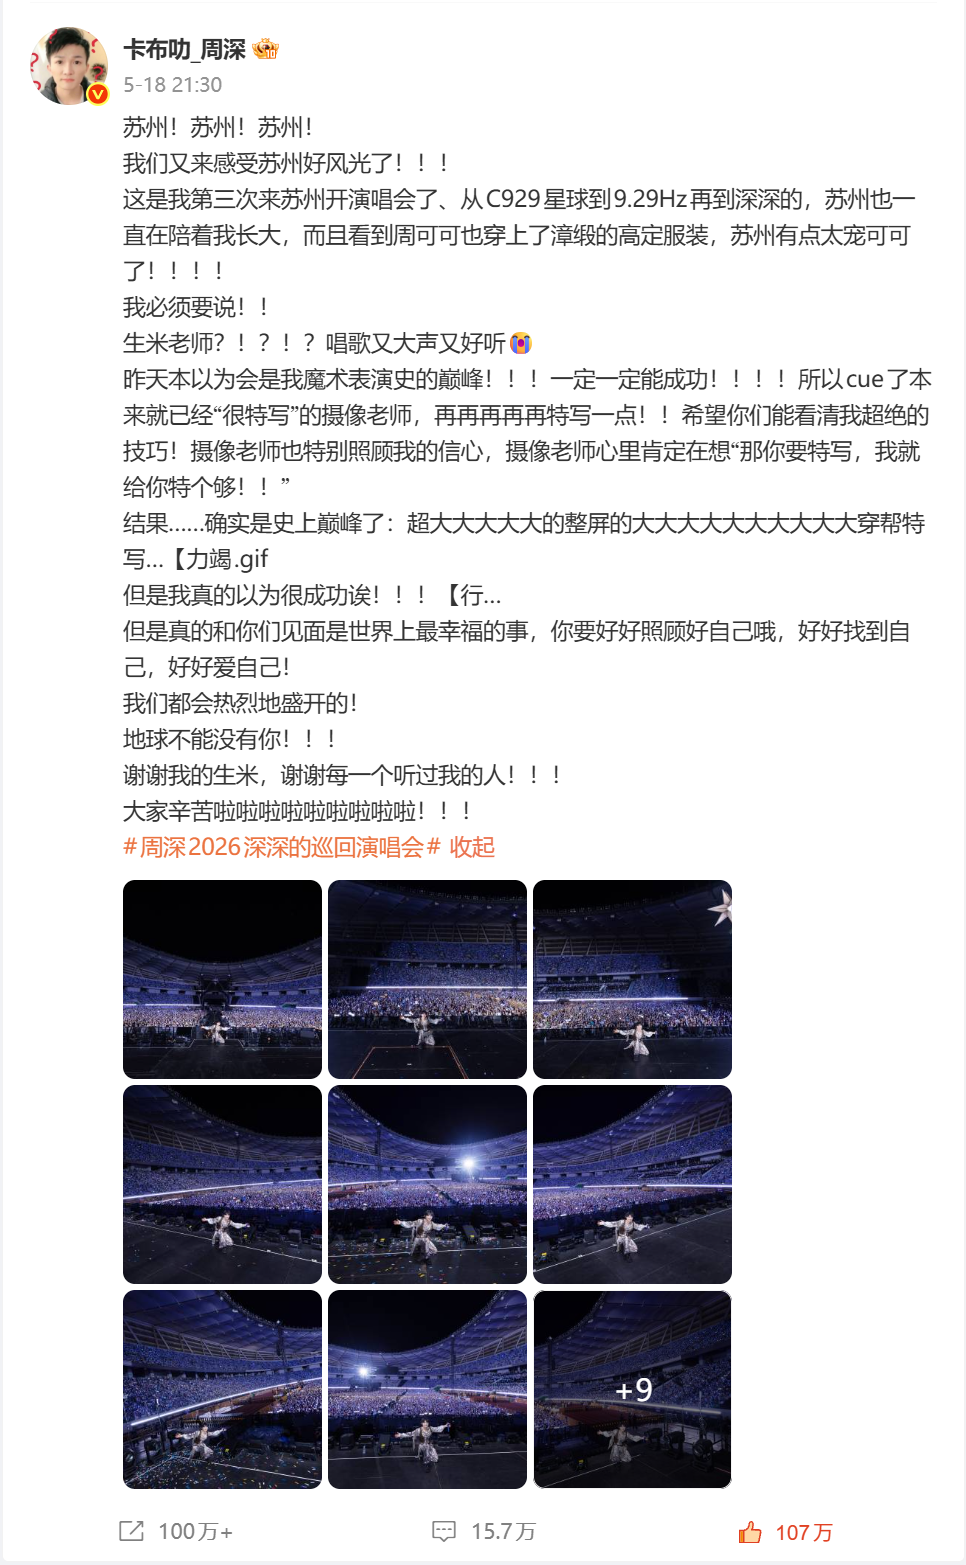 卡布叻_周深
5-18 21:30
苏州！苏州！苏州！
我们又来感受苏州好风光了！！！
这是我第三次来苏州开演唱会了、从C929星球到9.29Hz再到深深的，苏州也一
直在陪着我长大，而且看到周可可也穿上了漳缎的高定服装，苏州有点太宠可可
了！！！！
我必须要说！！
生米老师？！？！？唱歌又大声又好听😭
昨天本以为会是我魔术表演史的巅峰！！！一定一定能成功！！！！所以cue了本
来就已经“很特写”的摄像老师，再再再再再特写一点！！希望你们能看清我超绝的
技巧！摄像老师也特别照顾我的信心，摄像老师心里肯定在想“那你要特写，我就
给你特个够！！”
结果......确实是史上巅峰了：超大大大大大的整屏的大大大大大大大大大大穿帮特
写...【力竭.gif
但是我真的以为很成功诶！！！【行...
但是真的和你们见面是世界上最幸福的事，你要好好照顾好自己哦，好好找到自
己，好好爱自己！
我们都会热烈地盛开的！
地球不能没有你！！！
谢谢我的生米，谢谢每一个听过我的人！！！
大家辛苦啦啦啦啦啦啦啦啦啦！！！
#周深2026深深的巡回演唱会# 收起
+9
100万+
15.7万
107万